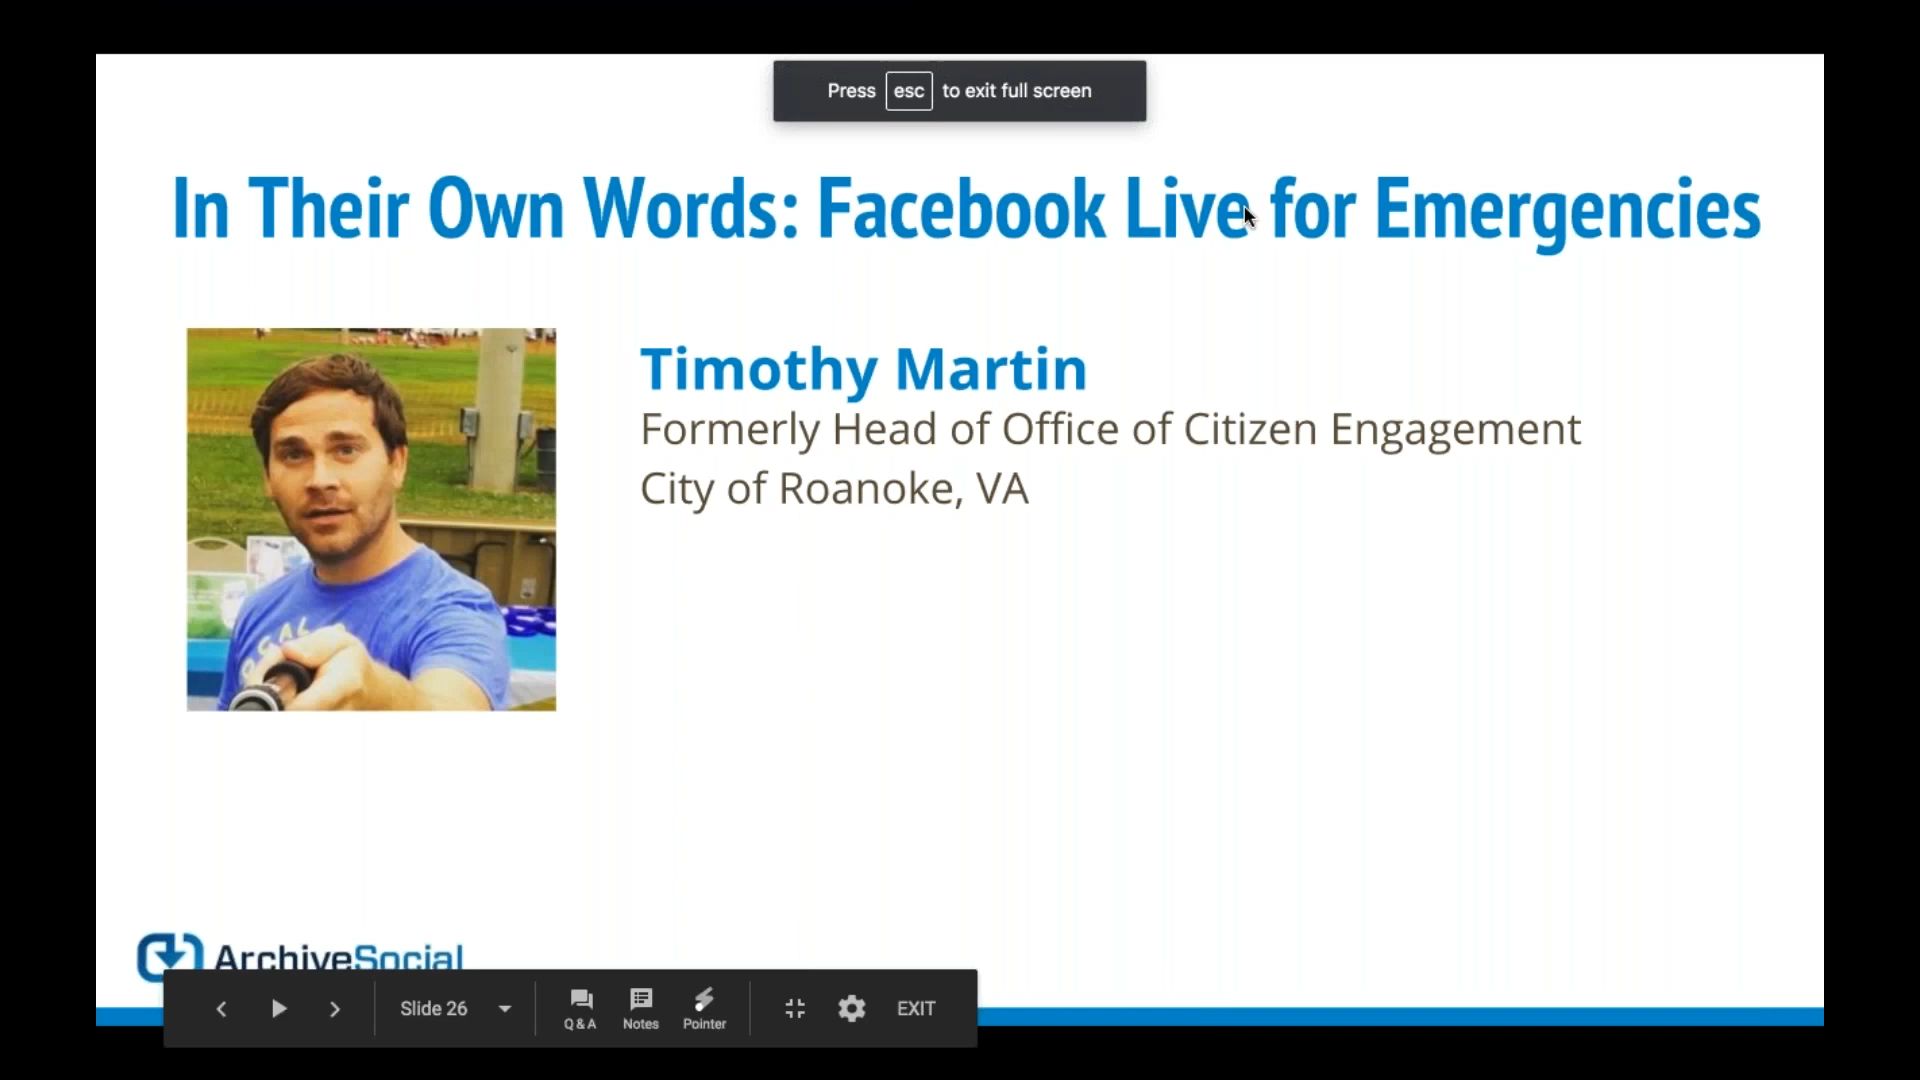 Press esc to exit full screen
In Their Own Words: Facebook Live for Emergencies
Timothy Martin
Formerly Head of Office of Citizen Engagement
City of Roanoke, VA
ArchiveSocial
Slide 26
Q & A
Notes
Pointer
EXIT